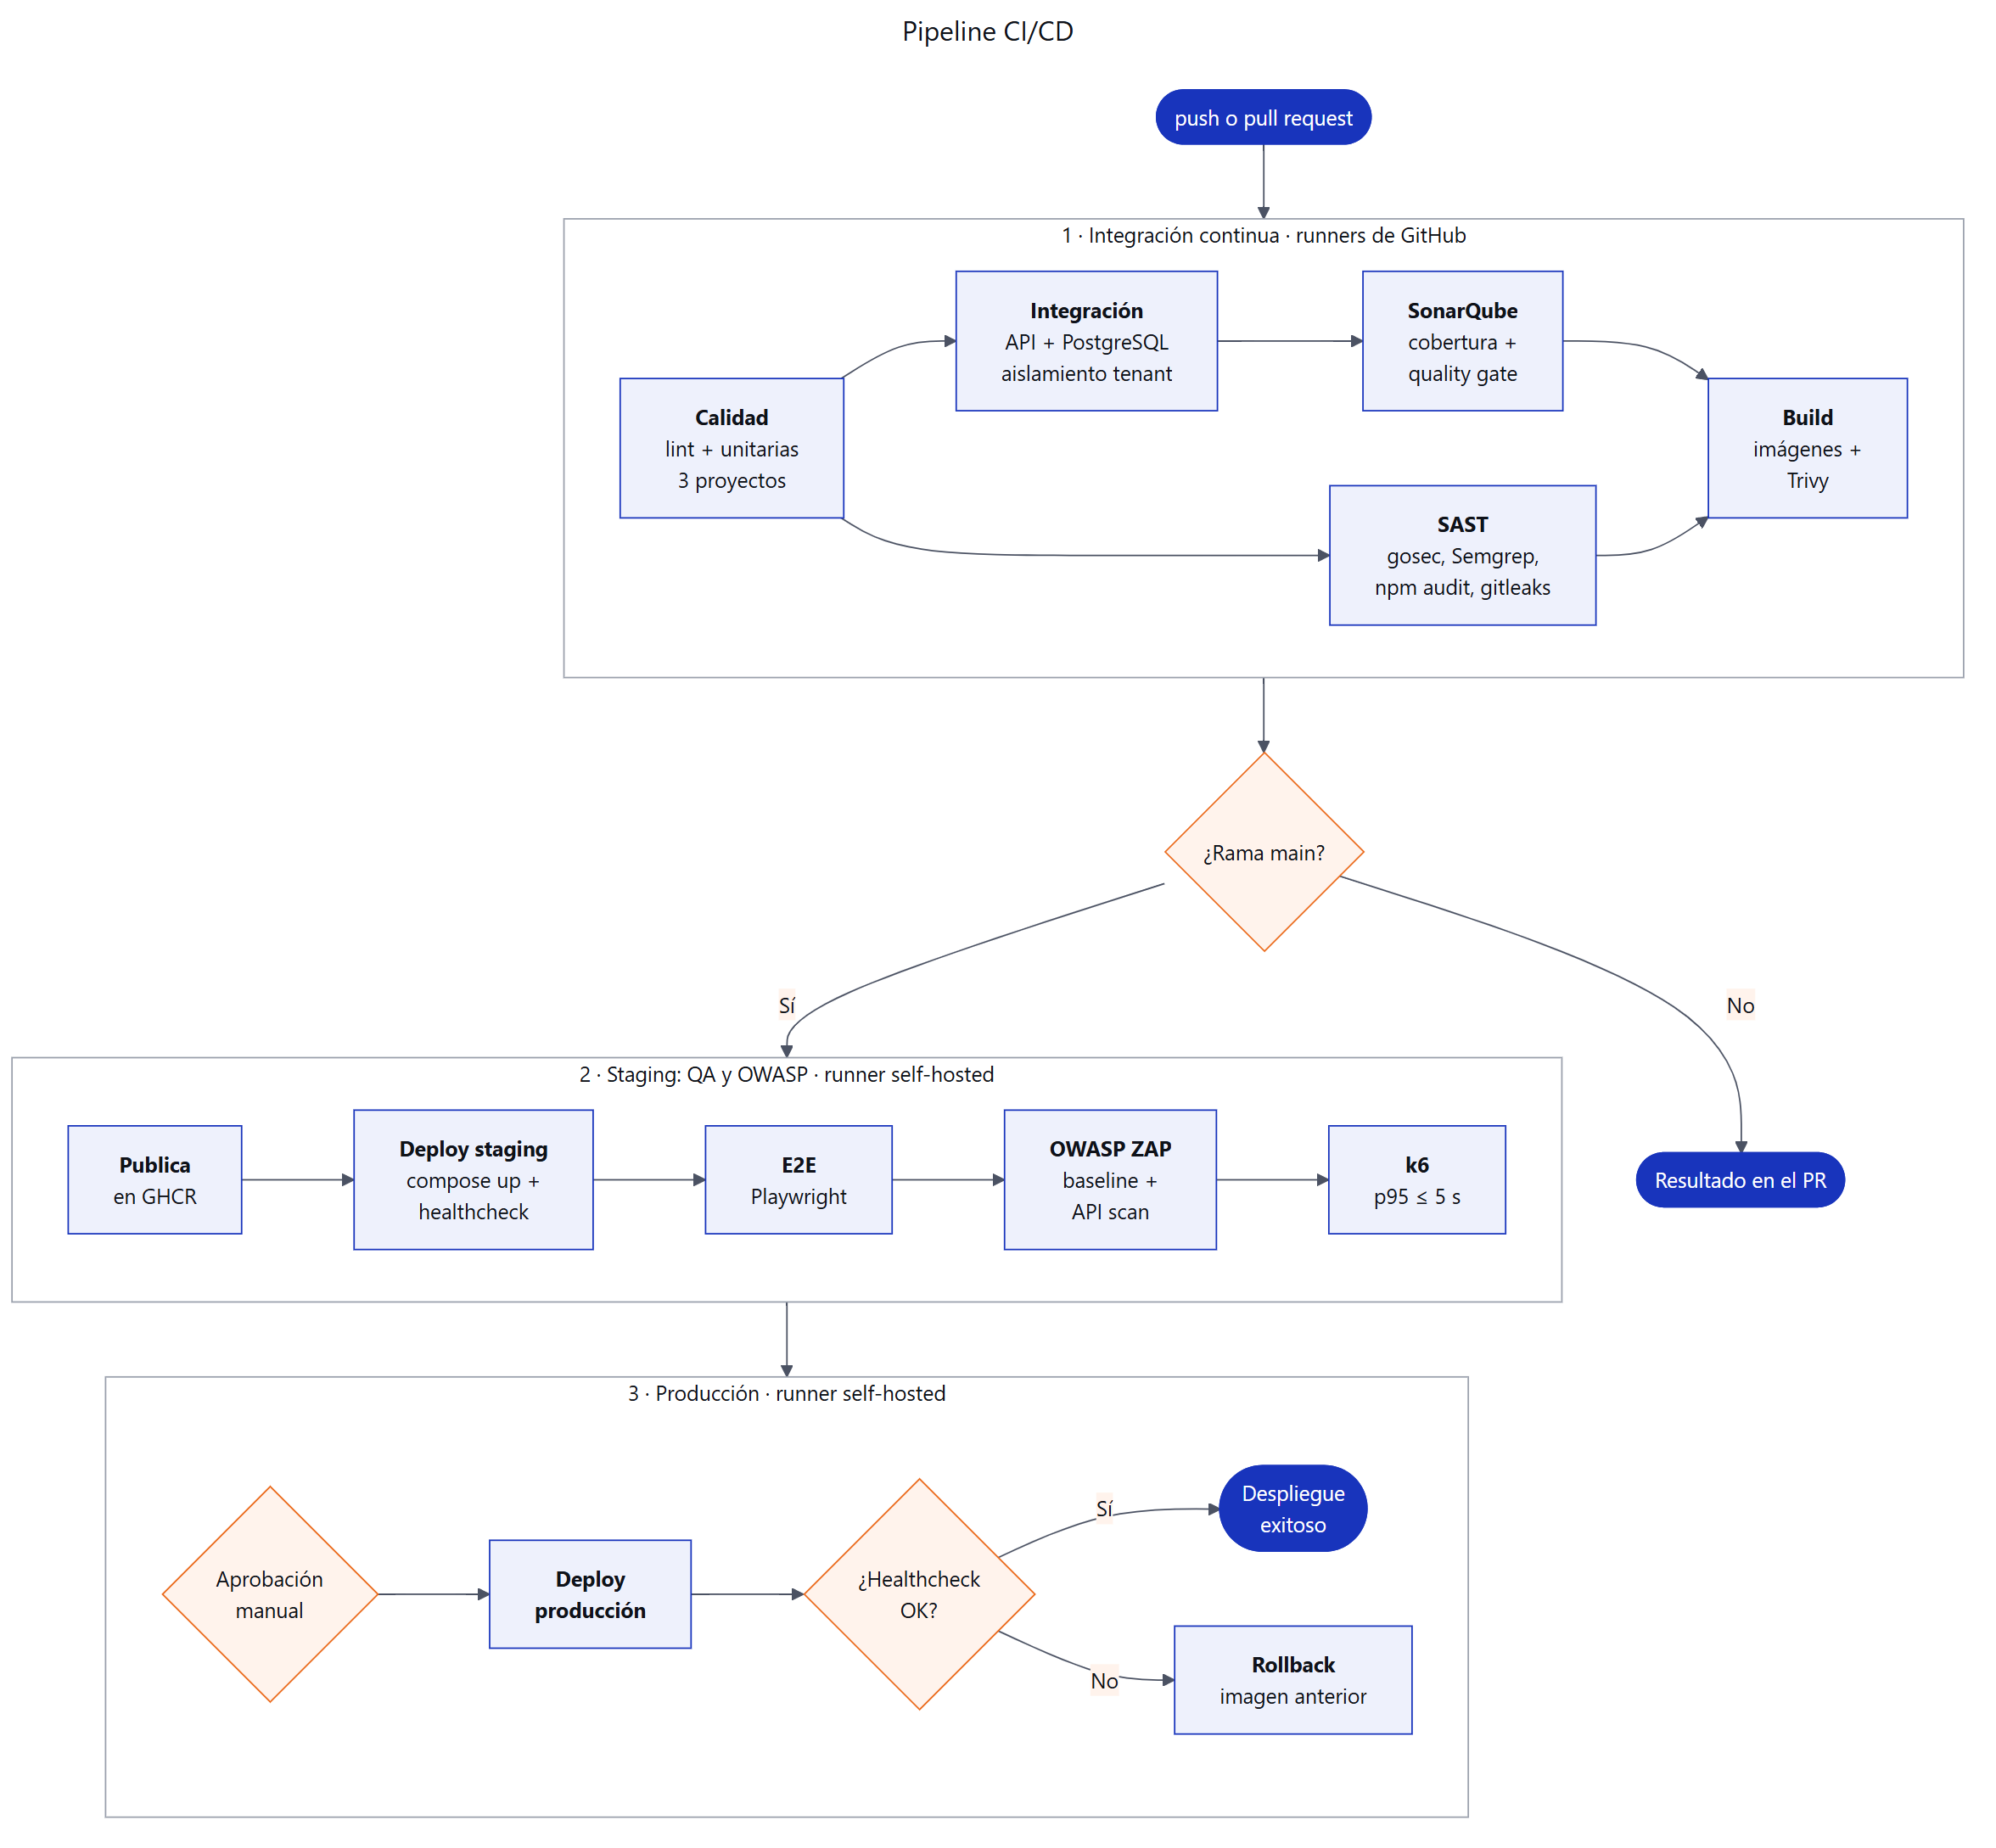 Pipeline CI/CD
push o pull request
1 · Integración continua · runners de GitHub
Calidad
lint + unitarias
3 proyectos
Integración
API + PostgreSQL
aislamiento tenant
SonarQube
cobertura +
quality gate
SAST
gosec, Semgrep,
npm audit, gitleaks
Build
imágenes +
Trivy
¿Rama main?
Sí
No
2 · Staging: QA y OWASP · runner self-hosted
Publica
en GHCR
Deploy staging
compose up +
healthcheck
E2E
Playwright
OWASP ZAP
baseline +
API scan
k6
p95 ≤ 5 s
Resultado en el PR
3 · Producción · runner self-hosted
Aprobación
manual
Deploy
producción
¿Healthcheck
OK?
Sí
Despliegue
exitoso
No
Rollback
imagen anterior